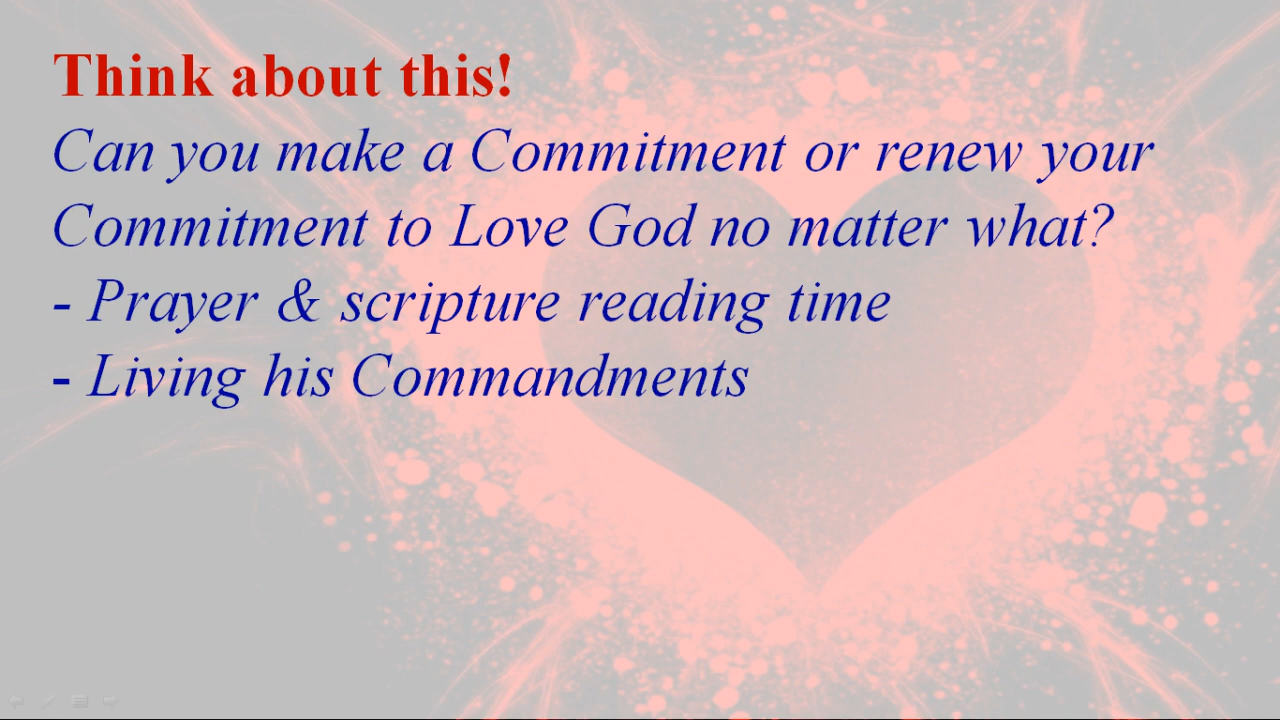 Think about this!
Can you make a Commitment or renew your
Commitment to Love God no matter what?
- Prayer & scripture reading time
- Living his Commandments